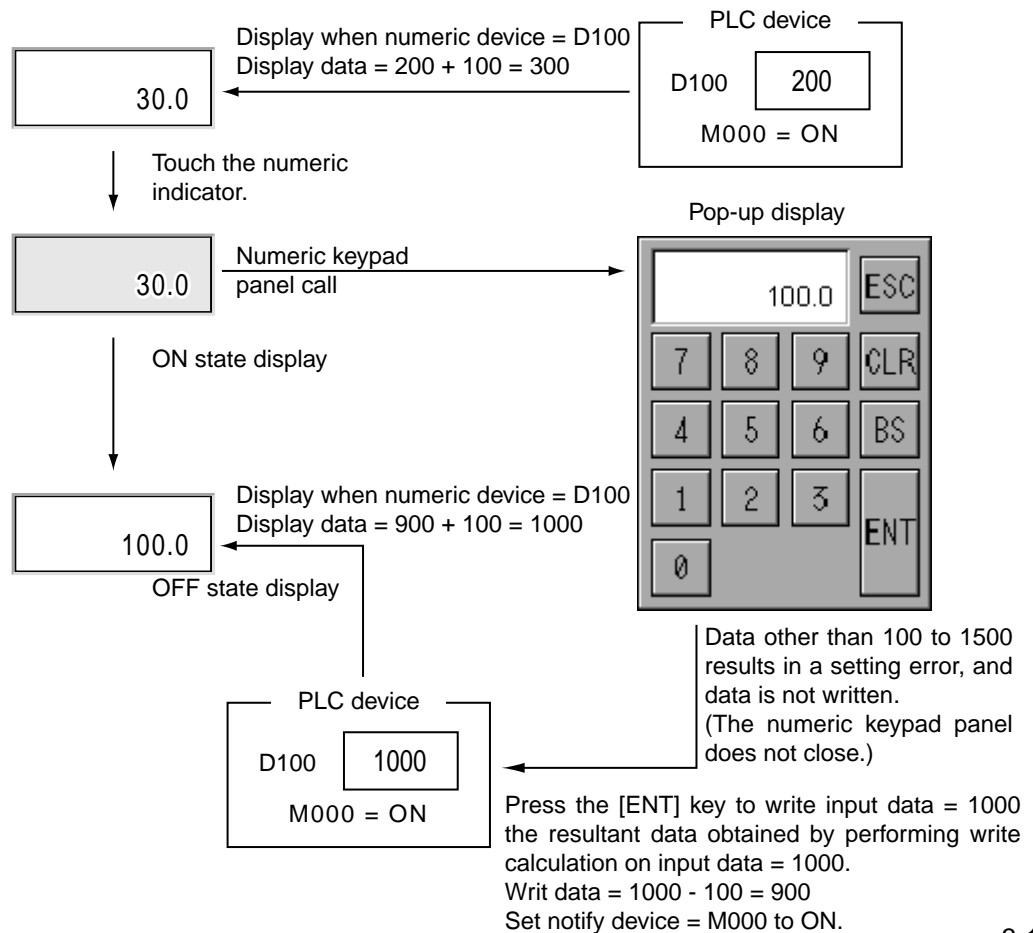 Display when numeric device = D100
Display data = 200 + 100 = 300
PLC device
D100
200
M000 = ON
30.0
Touch the numeric
indicator.
Pop-up display
30.0
Numeric keypad
panel call
100.0
ESC
7
8
9
CLR
4
5
6
BS
1
2
3
ENT
0
ON state display
Display when numeric device = D100
Display data = 900 + 100 = 1000
100.0
OFF state display
Data other than 100 to 1500
results in a setting error, and
data is not written.
(The numeric keypad panel
does not close.)
PLC device
D100
1000
M000 = ON
Press the [ENT] key to write input data = 1000
the resultant data obtained by performing write
calculation on input data = 1000.
Writ data = 1000 - 100 = 900
Set notify device = M000 to ON.